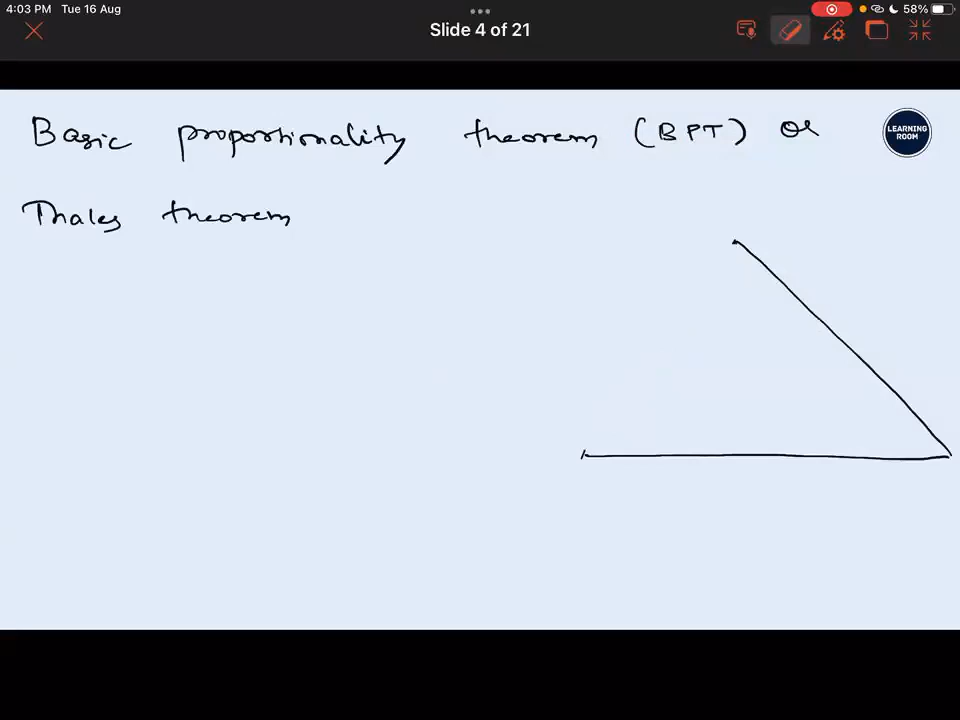 4:03 PM Tue 16 Aug
58%
Slide 4 of 21
Basic proportionality theorem (BPT) or
LEARNING
ROOM
Thales theorem